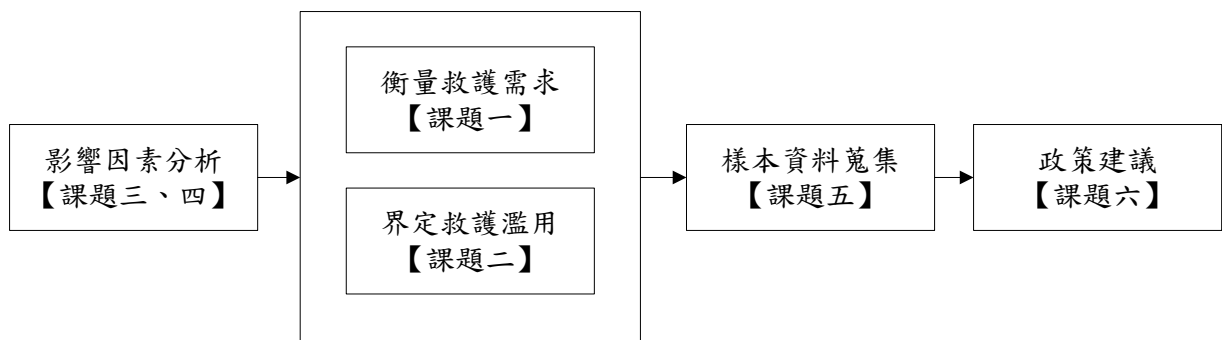 影響因素分析
【課題三、四】
衡量救護需求
【課題一】
界定救護濫用
【課題二】
樣本資料蒐集
【課題五】
政策建議
【課題六】